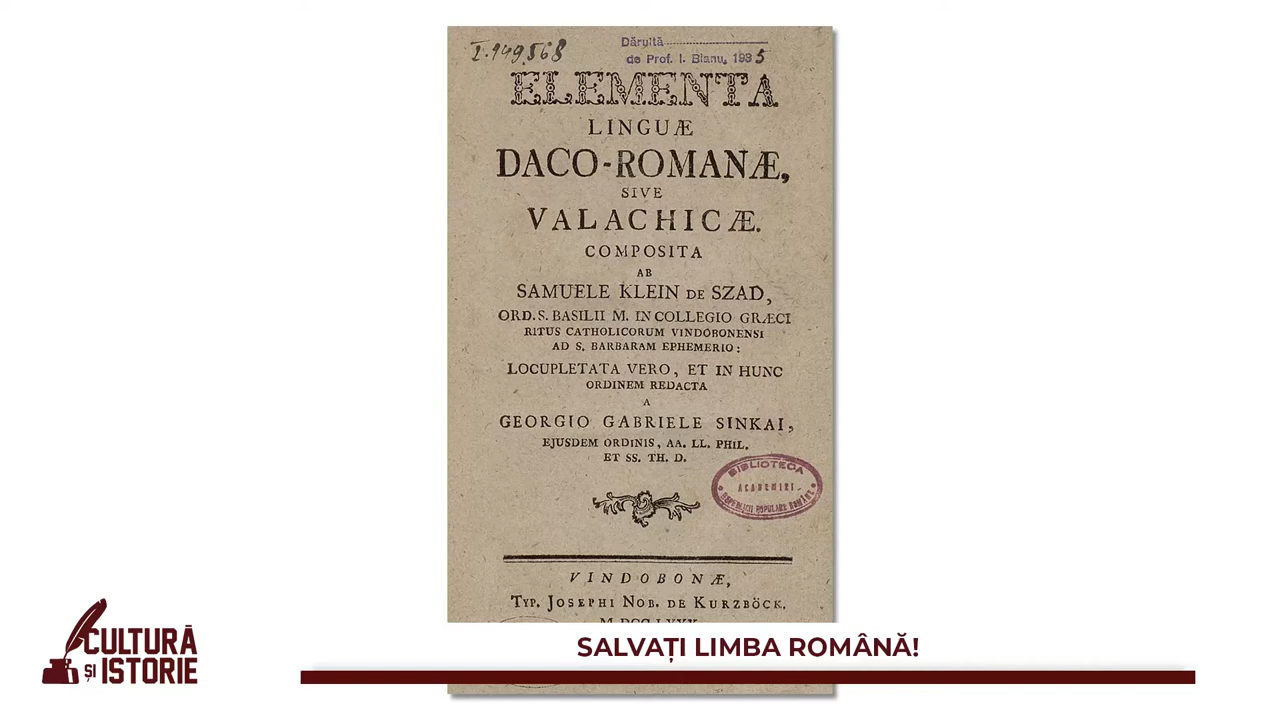 I.149568
Dăruită
de Prof. I. Bianu, 1935
ELEMENTA
LINGUÆ
DACO-ROMANÆ,
SIVE
VALACHICÆ.
COMPOSITA
AB
SAMUELE KLEIN DE SZAD,
ORD. S. BASILII M. IN COLLEGIO GRÆCI
RITUS CATHOLICORUM VINDOBONENSI
AD S. BARBARAM EPHEMERIO:
LOCUPLETATA VERO, ET IN HUNC
ORDINEM REDACTA
A
GEORGIO GABRIELE SINKAI,
EJUSDEM ORDINIS, AA. LL. PHIL.
ET SS. TH. D.
BIBLIOTECA
ACADEMIEI
REPUBLICII POPULARE ROMÂNE
VINDOBONÆ,
TYP. JOSEPHI NOB. DE KURZBÖCK.
SALVAȚI LIMBA ROMÂNĂ!
CULTURĂ
ȘI ISTORIE